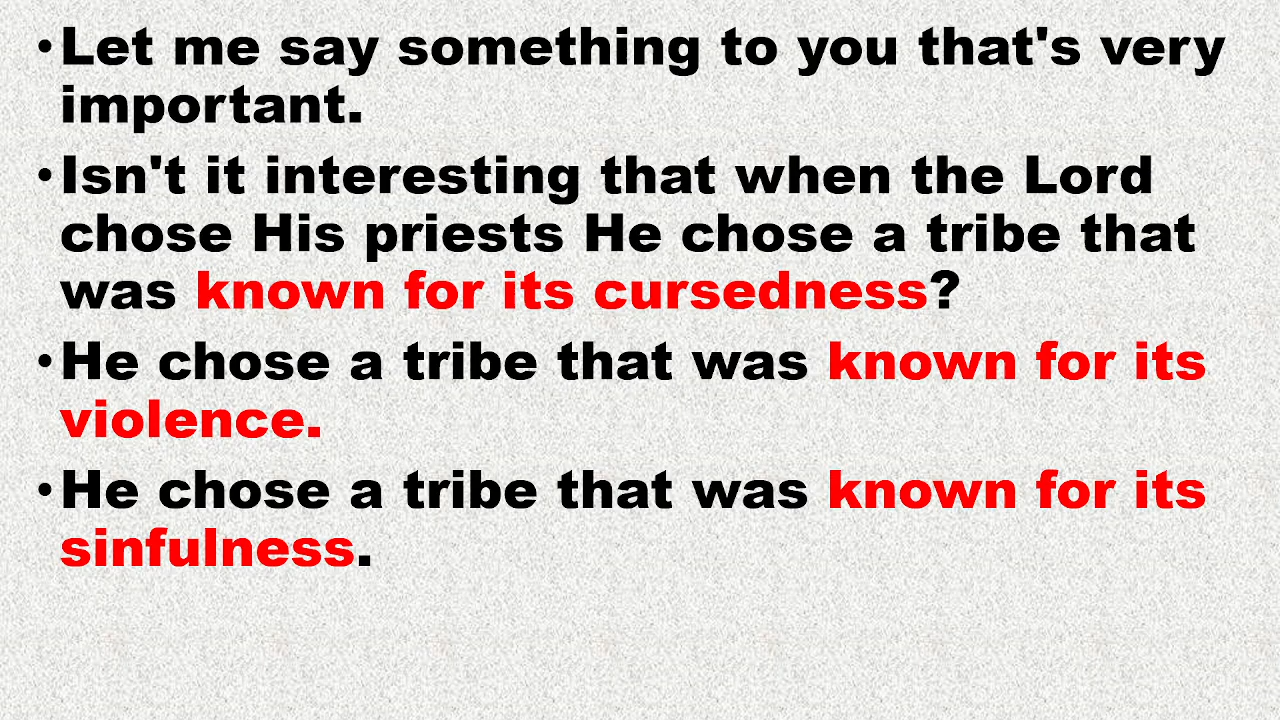 • Let me say something to you that's very
important.
• Isn't it interesting that when the Lord
chose His priests He chose a tribe that
was known for its cursedness?
• He chose a tribe that was known for its
violence.
• He chose a tribe that was known for its
sinfulness.